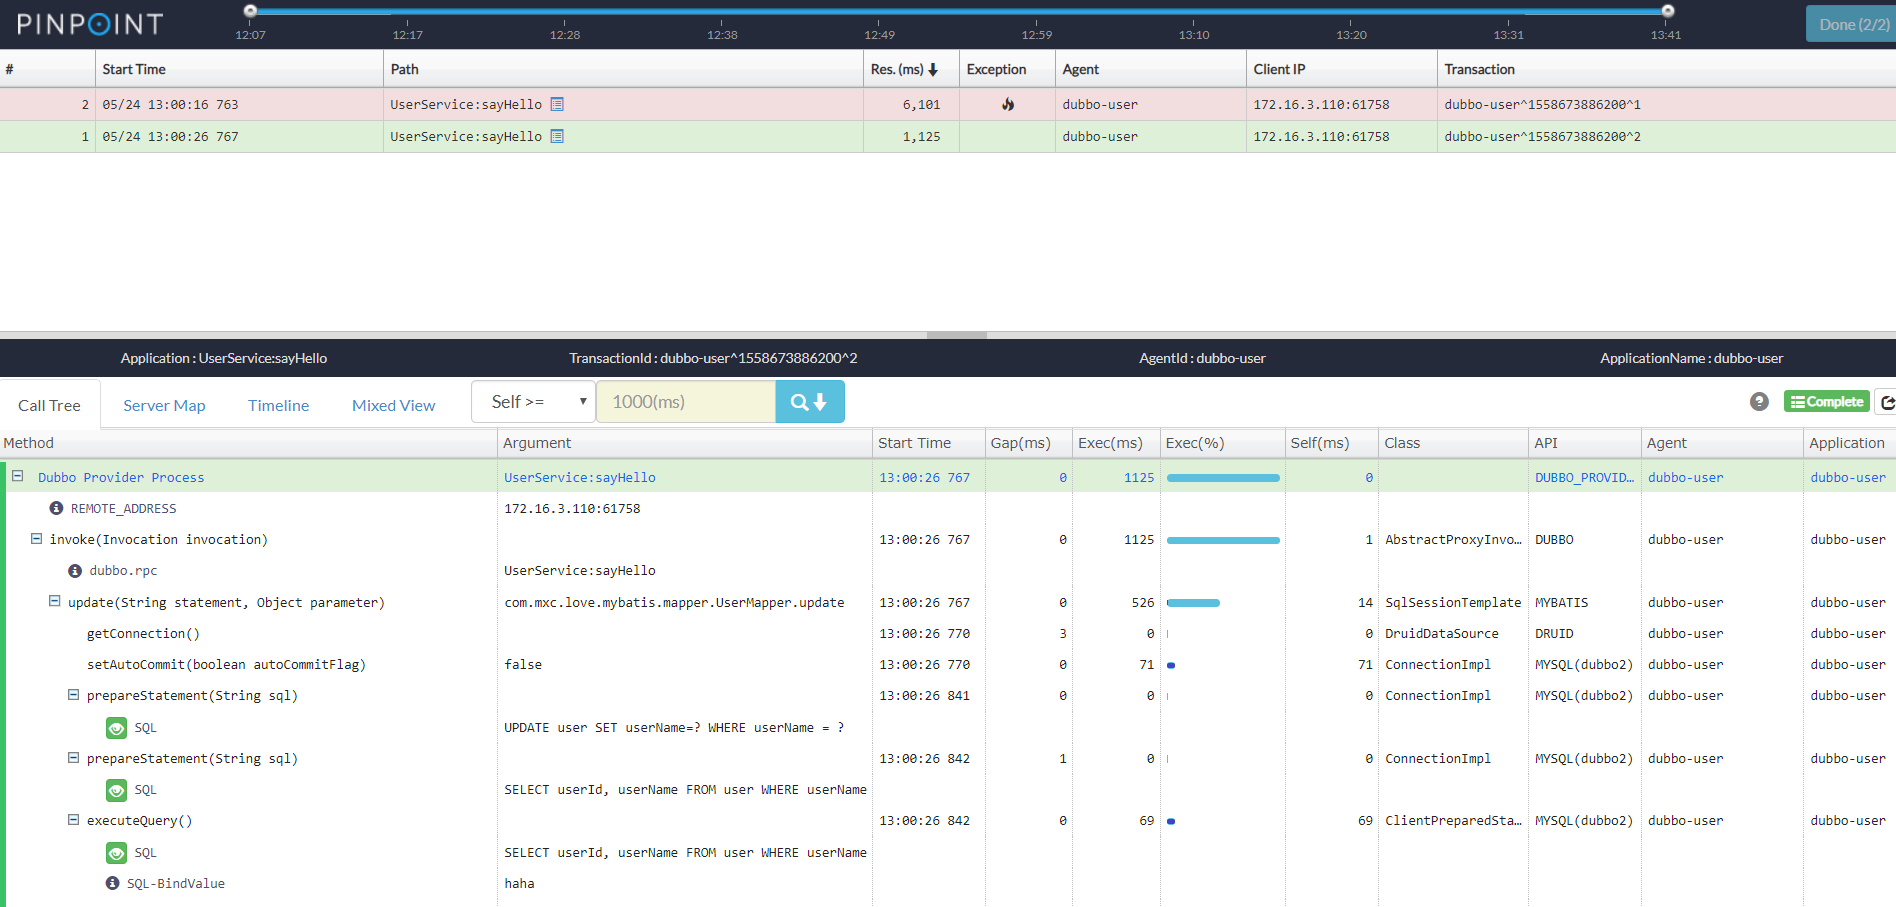 PINPOINT
12:07 12:17 12:28 12:38 12:49 12:59 13:10 13:20 13:31 13:41
Done (2/2)
# Start Time Path Res. (ms) Exception Agent Client IP Transaction
2 05/24 13:00:16 763 UserService:sayHello 6,101 dubbo-user 172.16.3.110:61758 dubbo-user^1558673886200^1
1 05/24 13:00:26 767 UserService:sayHello 1,125 dubbo-user 172.16.3.110:61758 dubbo-user^1558673886200^2
Application : UserService:sayHello TransactionId : dubbo-user^1558673886200^2 AgentId : dubbo-user ApplicationName : dubbo-user
Call Tree Server Map Timeline Mixed View Self >= 1000(ms) Complete
Method Argument Start Time Gap(ms) Exec(ms) Exec(%) Self(ms) Class API Agent Application
Dubbo Provider Process UserService:sayHello 13:00:26 767 0 1125 0 DUBBO_PROVID... dubbo-user dubbo-user
REMOTE_ADDRESS 172.16.3.110:61758
invoke(Invocation invocation) 13:00:26 767 0 1125 1 AbstractProxyInvo... DUBBO dubbo-user dubbo-user
dubbo.rpc UserService:sayHello
update(String statement, Object parameter) com.mxc.love.mybatis.mapper.UserMapper.update 13:00:26 767 0 526 14 SqlSessionTemplate MYBATIS dubbo-user dubbo-user
getConnection() 13:00:26 770 3 0 0 DruidDataSource DRUID dubbo-user dubbo-user
setAutoCommit(boolean autoCommitFlag) false 13:00:26 770 0 71 71 ConnectionImpl MYSQL(dubbo2) dubbo-user dubbo-user
prepareStatement(String sql) 13:00:26 841 0 0 0 ConnectionImpl MYSQL(dubbo2) dubbo-user dubbo-user
SQL UPDATE user SET userName=? WHERE userName = ?
prepareStatement(String sql) 13:00:26 842 1 0 0 ConnectionImpl MYSQL(dubbo2) dubbo-user dubbo-user
SQL SELECT userId, userName FROM user WHERE userName
executeQuery() 13:00:26 842 0 69 69 ClientPreparedSta... MYSQL(dubbo2) dubbo-user dubbo-user
SQL SELECT userId, userName FROM user WHERE userName
SQL-BindValue haha